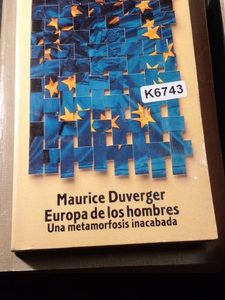 K6743
Maurice Duverger
Europa de los hombres
Una metamorfosis inacabada